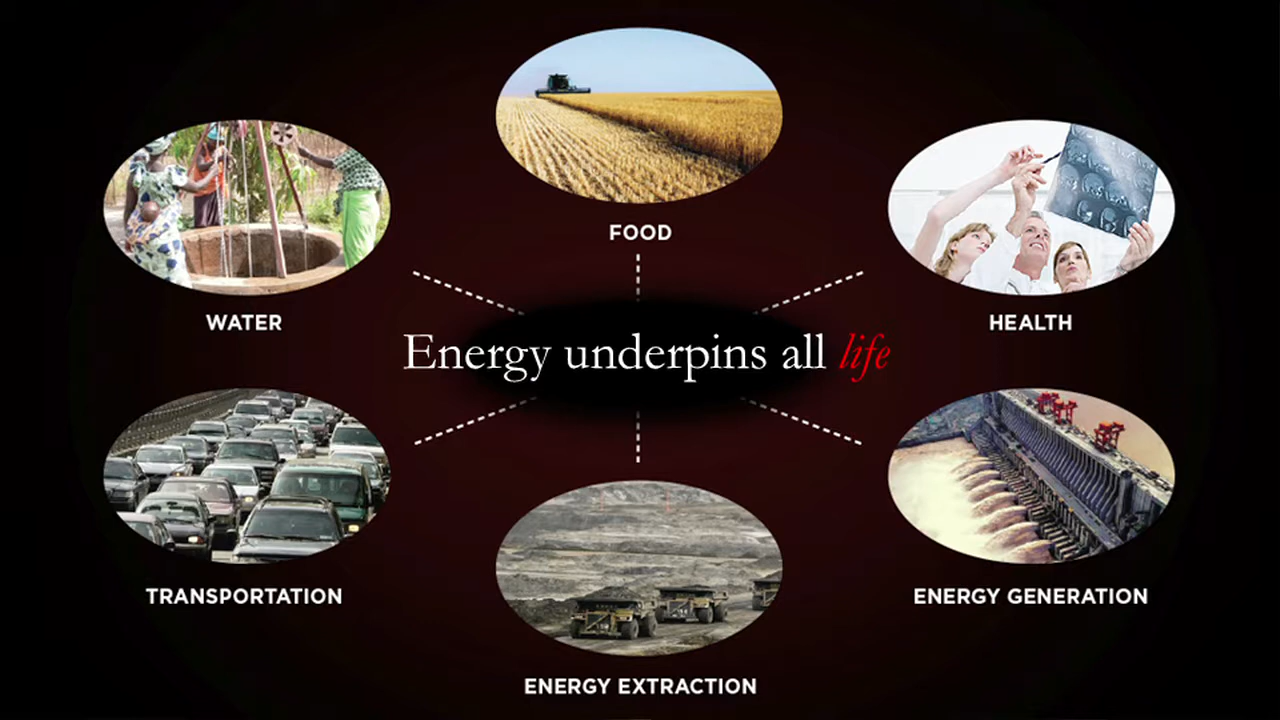 FOOD
WATER
HEALTH
Energy underpins all life
TRANSPORTATION
ENERGY GENERATION
ENERGY EXTRACTION